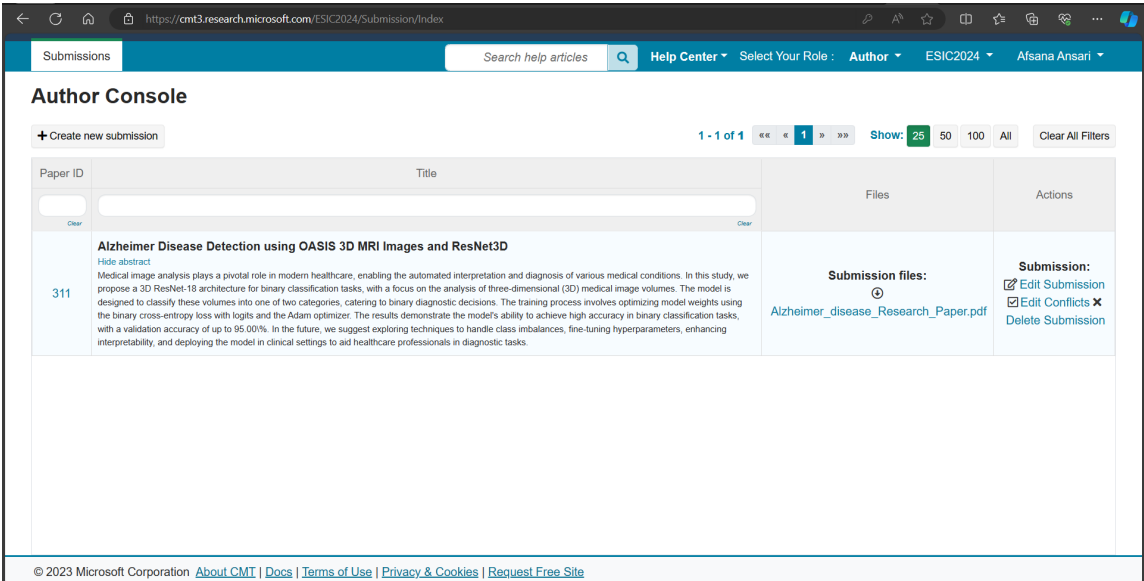 https://cmt3.research.microsoft.com/ESIC2024/Submission/Index
Submissions
Search help articles
Help Center
Select Your Role :
Author
ESIC2024
Afsana Ansari
Author Console
Create new submission
1 - 1 of 1 «« « 1 » »»
Show: 25 50 100 All
Clear All Filters
Paper ID
Title
Files
Actions
Clear
Clear
311
Alzheimer Disease Detection using OASIS 3D MRI Images and ResNet3D
Hide abstract
Medical image analysis plays a pivotal role in modern healthcare, enabling the automated interpretation and diagnosis of various medical conditions. In this study, we
propose a 3D ResNet-18 architecture for binary classification tasks, with a focus on the analysis of three-dimensional (3D) medical image volumes. The model is
designed to classify these volumes into one of two categories, catering to binary diagnostic decisions. The training process involves optimizing model weights using
the binary cross-entropy loss with logits and the Adam optimizer. The results demonstrate the model's ability to achieve high accuracy in binary classification tasks,
with a validation accuracy of up to 95.00\%. In the future, we suggest exploring techniques to handle class imbalances, fine-tuning hyperparameters, enhancing
interpretability, and deploying the model in clinical settings to aid healthcare professionals in diagnostic tasks.
Submission files:
Alzheimer_disease_Research_Paper.pdf
Submission:
Edit Submission
Edit Conflicts
Delete Submission
© 2023 Microsoft Corporation About CMT | Docs | Terms of Use | Privacy & Cookies | Request Free Site